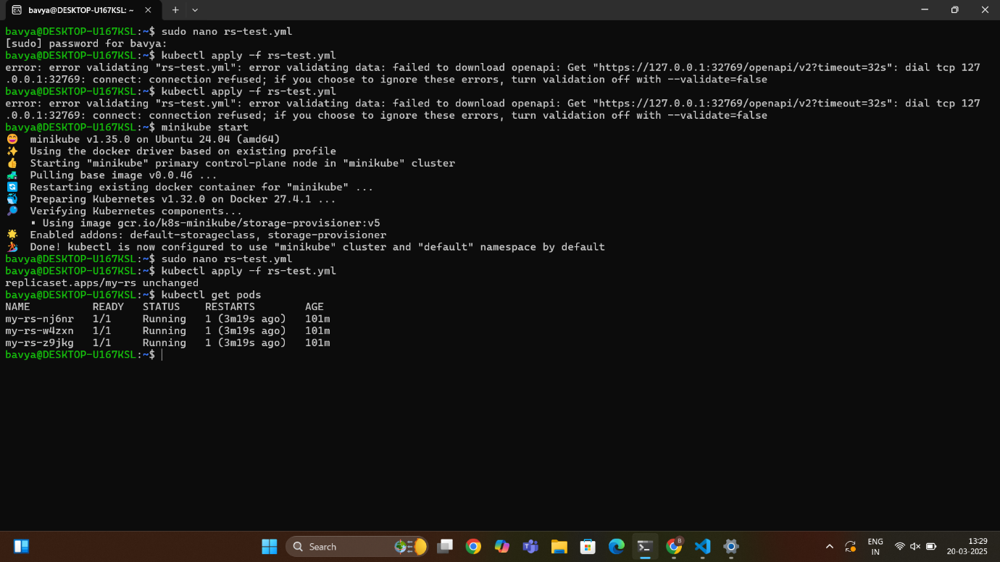 bavya@DESKTOP-U167KSL: ~
bavya@DESKTOP-U167KSL:~$ sudo nano rs-test.yml
[sudo] password for bavya:
bavya@DESKTOP-U167KSL:~$ kubectl apply -f rs-test.yml
error: error validating "rs-test.yml": error validating data: failed to download openapi: Get "https://127.0.0.1:32769/openapi/v2?timeout=32s": dial tcp 127
.0.0.1:32769: connect: connection refused; if you choose to ignore these errors, turn validation off with --validate=false
bavya@DESKTOP-U167KSL:~$ kubectl apply -f rs-test.yml
error: error validating "rs-test.yml": error validating data: failed to download openapi: Get "https://127.0.0.1:32769/openapi/v2?timeout=32s": dial tcp 127
.0.0.1:32769: connect: connection refused; if you choose to ignore these errors, turn validation off with --validate=false
bavya@DESKTOP-U167KSL:~$ minikube start
😄  minikube v1.35.0 on Ubuntu 24.04 (amd64)
✨  Using the docker driver based on existing profile
👍  Starting "minikube" primary control-plane node in "minikube" cluster
🚜  Pulling base image v0.0.46 ...
🔄  Restarting existing docker container for "minikube" ...
🐳  Preparing Kubernetes v1.32.0 on Docker 27.4.1 ...
🔎  Verifying Kubernetes components...
    ▪ Using image gcr.io/k8s-minikube/storage-provisioner:v5
🌟  Enabled addons: default-storageclass, storage-provisioner
🏄  Done! kubectl is now configured to use "minikube" cluster and "default" namespace by default
bavya@DESKTOP-U167KSL:~$ sudo nano rs-test.yml
bavya@DESKTOP-U167KSL:~$ kubectl apply -f rs-test.yml
replicaset.apps/my-rs unchanged
bavya@DESKTOP-U167KSL:~$ kubectl get pods
NAME          READY   STATUS    RESTARTS        AGE
my-rs-nj6nr   1/1     Running   1 (3m19s ago)   101m
my-rs-w4zxn   1/1     Running   1 (3m19s ago)   101m
my-rs-z9jkg   1/1     Running   1 (3m19s ago)   101m
bavya@DESKTOP-U167KSL:~$
Search
ENG
IN
13:29
20-03-2025